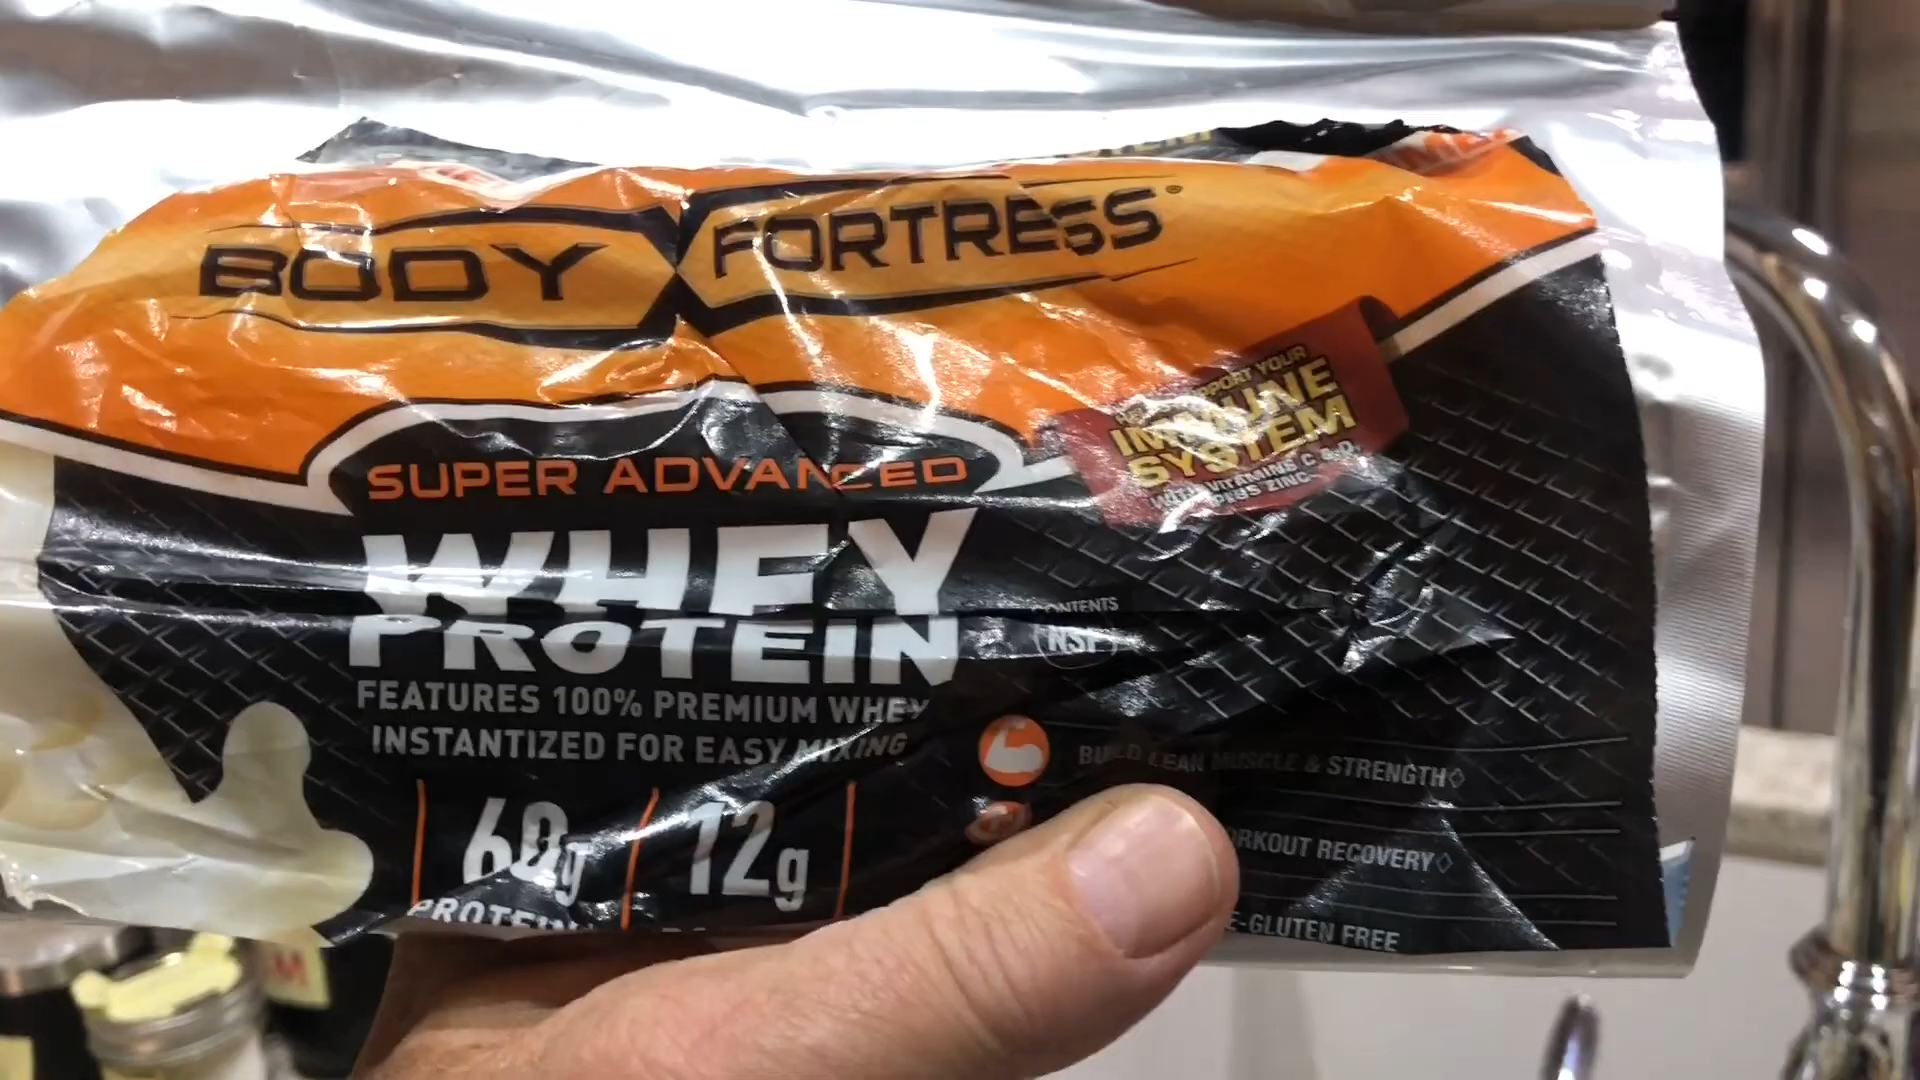 BODY FORTRESS®
SUPER ADVANCED
WHEY
PROTEIN
FEATURES 100% PREMIUM WHEY
INSTANTIZED FOR EASY MIXING
60g
PROTEIN
12g
SUPPORT YOUR
IMMUNE
SYSTEM
WITH VITAMINS C & D
PLUS ZINC
CONTENTS
NSF
BUILD LEAN MUSCLE & STRENGTH◊
WORKOUT RECOVERY◊
GLUTEN FREE
M